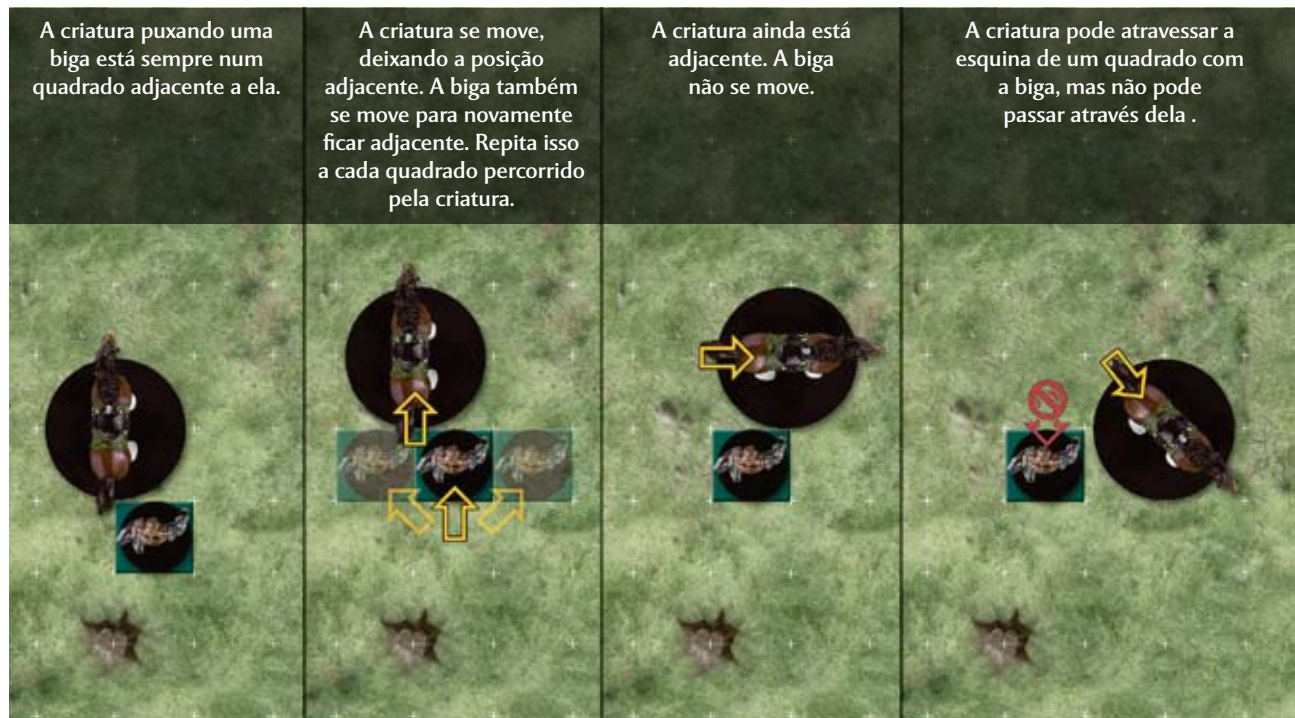 A criatura puxando uma
biga está sempre num
quadrado adjacente a ela.
A criatura se move,
deixando a posição
adjacente. A biga também
se move para novamente
ficar adjacente. Repita isso
a cada quadrado percorrido
pela criatura.
A criatura ainda está
adjacente. A biga
não se move.
A criatura pode atravessar a
esquina de um quadrado com
a biga, mas não pode
passar através dela .